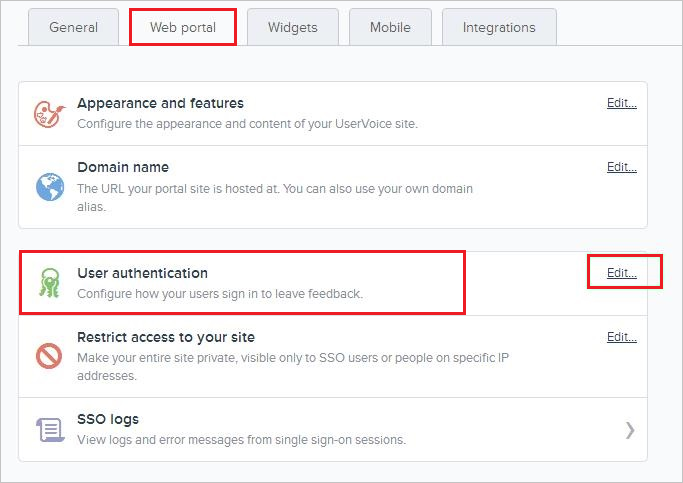 General
Web portal
Widgets
Mobile
Integrations
Appearance and features
Edit...
Configure the appearance and content of your UserVoice site.
Domain name
Edit...
The URL your portal site is hosted at. You can also use your own domain
alias.
User authentication
Edit...
Configure how your users sign in to leave feedback.
Restrict access to your site
Edit...
Make your entire site private, visible only to SSO users or people on specific IP
addresses.
SSO logs
View logs and error messages from single sign-on sessions.